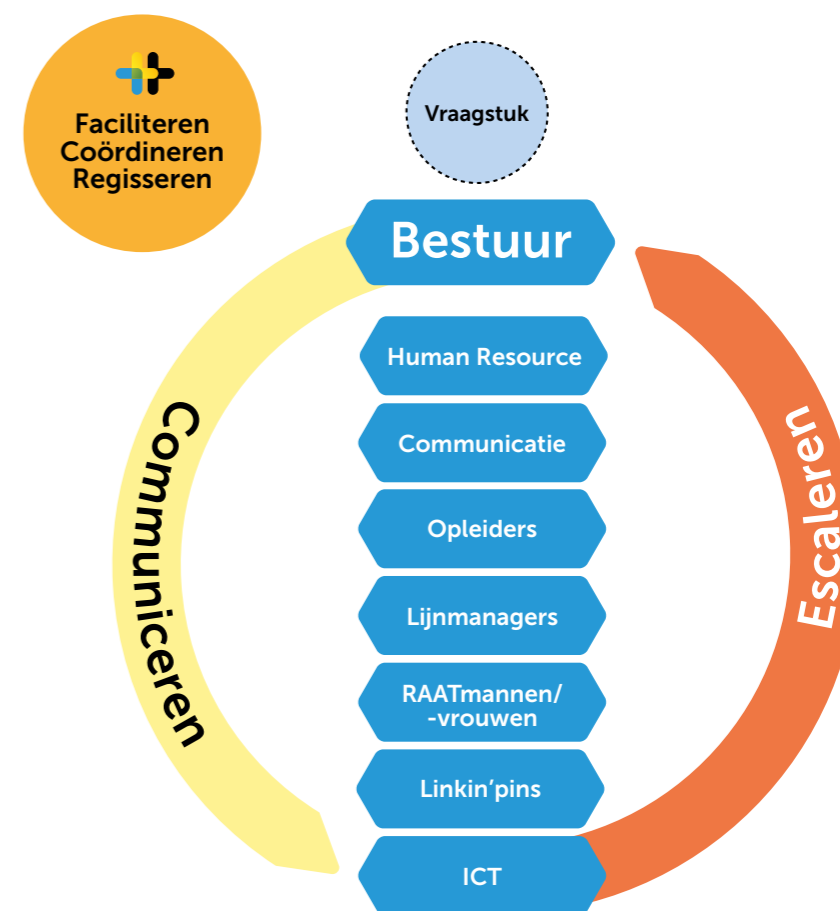 Faciliteren
Coördineren
Regisseren
Vraagstuk
Bestuur
Human Resource
Communicatie
Opleiders
Lijnmanagers
RAATmannen/
-vrouwen
Linkin’pins
ICT
Communiceren
Escaleren